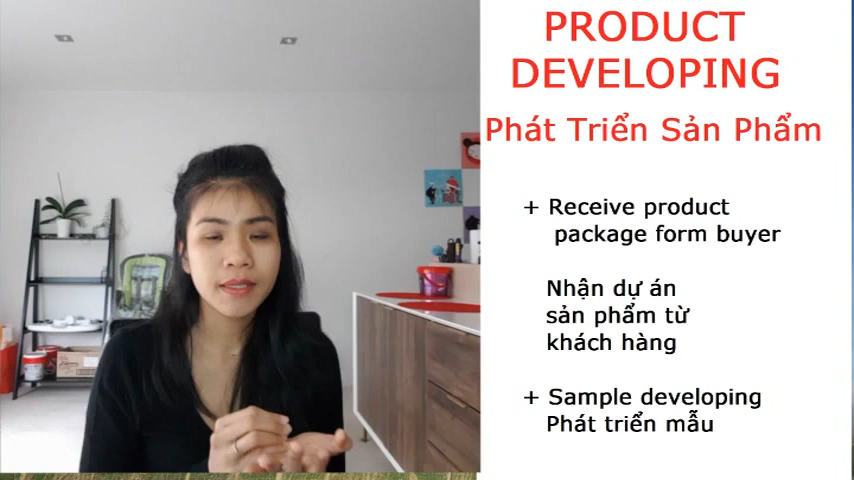 PRODUCT
DEVELOPING
Phát Triển Sản Phẩm
+ Receive product
package form buyer
Nhận dự án
sản phẩm từ
khách hàng
+ Sample developing
Phát triển mẫu